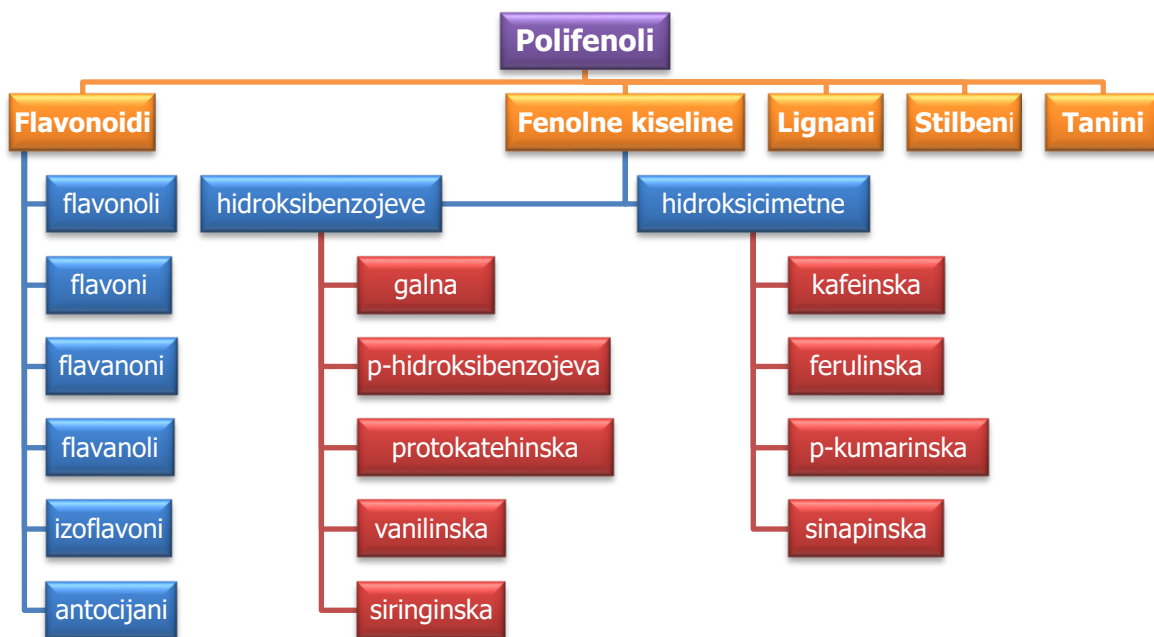 Polifenoli
Flavonoidi
Fenolne kiseline
Lignani
Stilbeni
Tanini
flavonoli
hidroksibenzojeve
hidroksicimetne
flavoni
galna
kafeinska
flavanoni
p-hidroksibenzojeva
ferulinska
flavanoli
protokatehinska
p-kumarinska
izoflavoni
vanilinska
sinapinska
antocijani
siringinska